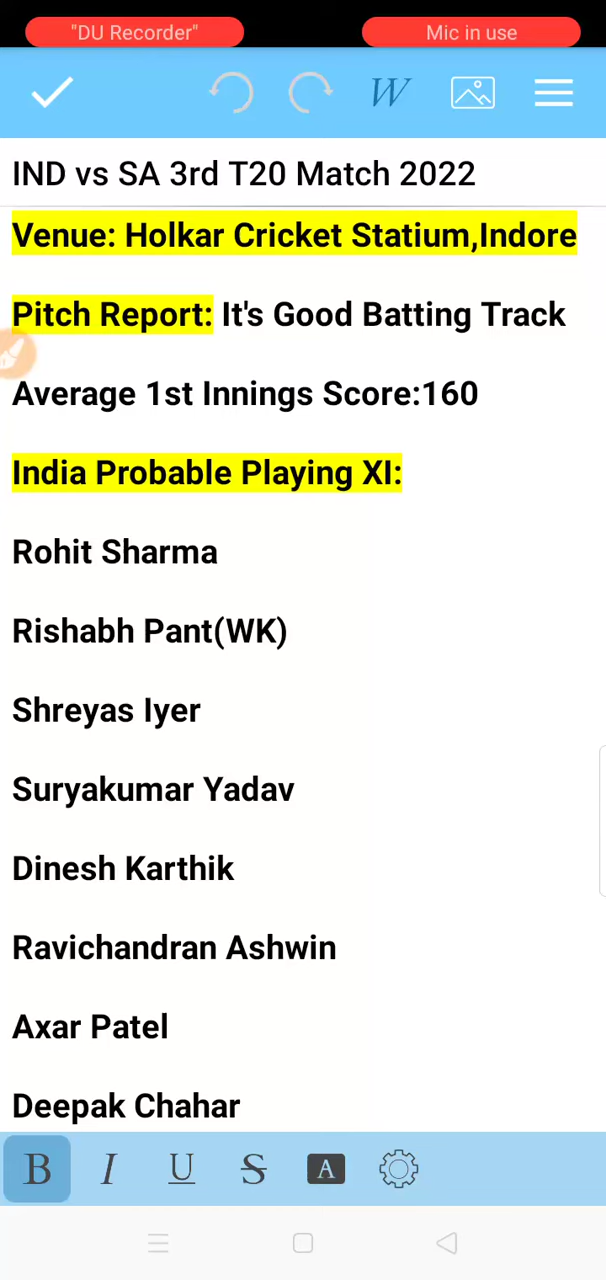 "DU Recorder" Mic in use
W
IND vs SA 3rd T20 Match 2022
Venue: Holkar Cricket Statium,Indore
Pitch Report: It's Good Batting Track
Average 1st Innings Score:160
India Probable Playing XI:
Rohit Sharma
Rishabh Pant(WK)
Shreyas Iyer
Suryakumar Yadav
Dinesh Karthik
Ravichandran Ashwin
Axar Patel
Deepak Chahar
B I U S A